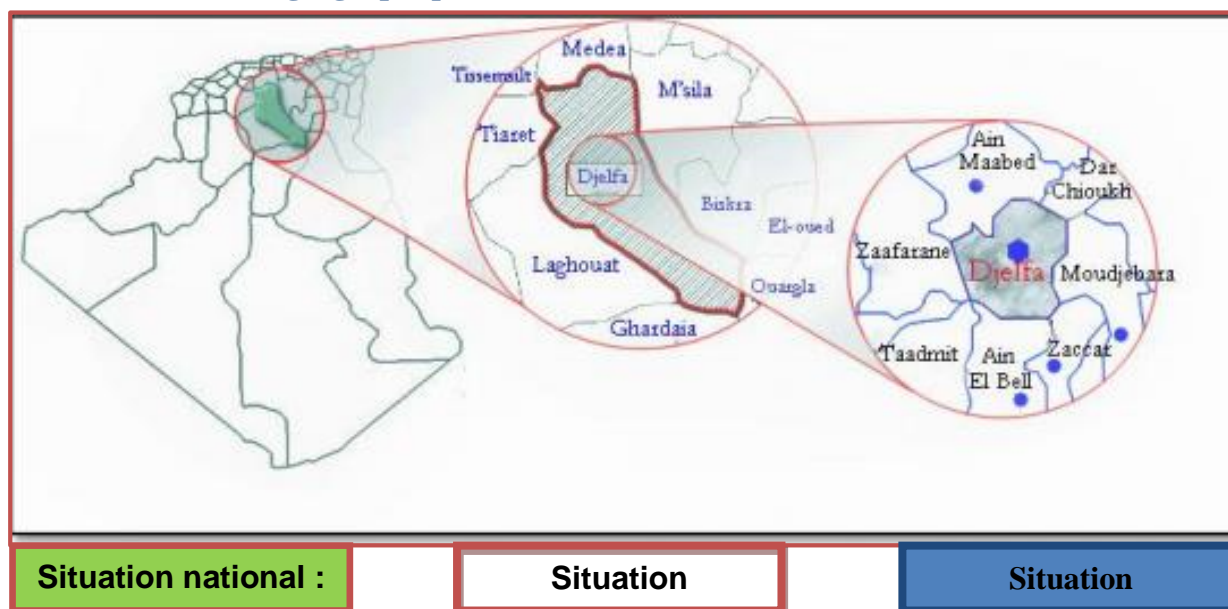 Medea
Tissemsilt
M'sila
Tiaret
Djelfa
Biskra
El-oued
Laghouat
Ouargla
Ghardaia
Ain
Maabed
Dar
Chioukh
Zaafarane
Djelfa
Moudjebara
Taadmit
Ain
El Bell
Zaccar
Situation national :
Situation
Situation